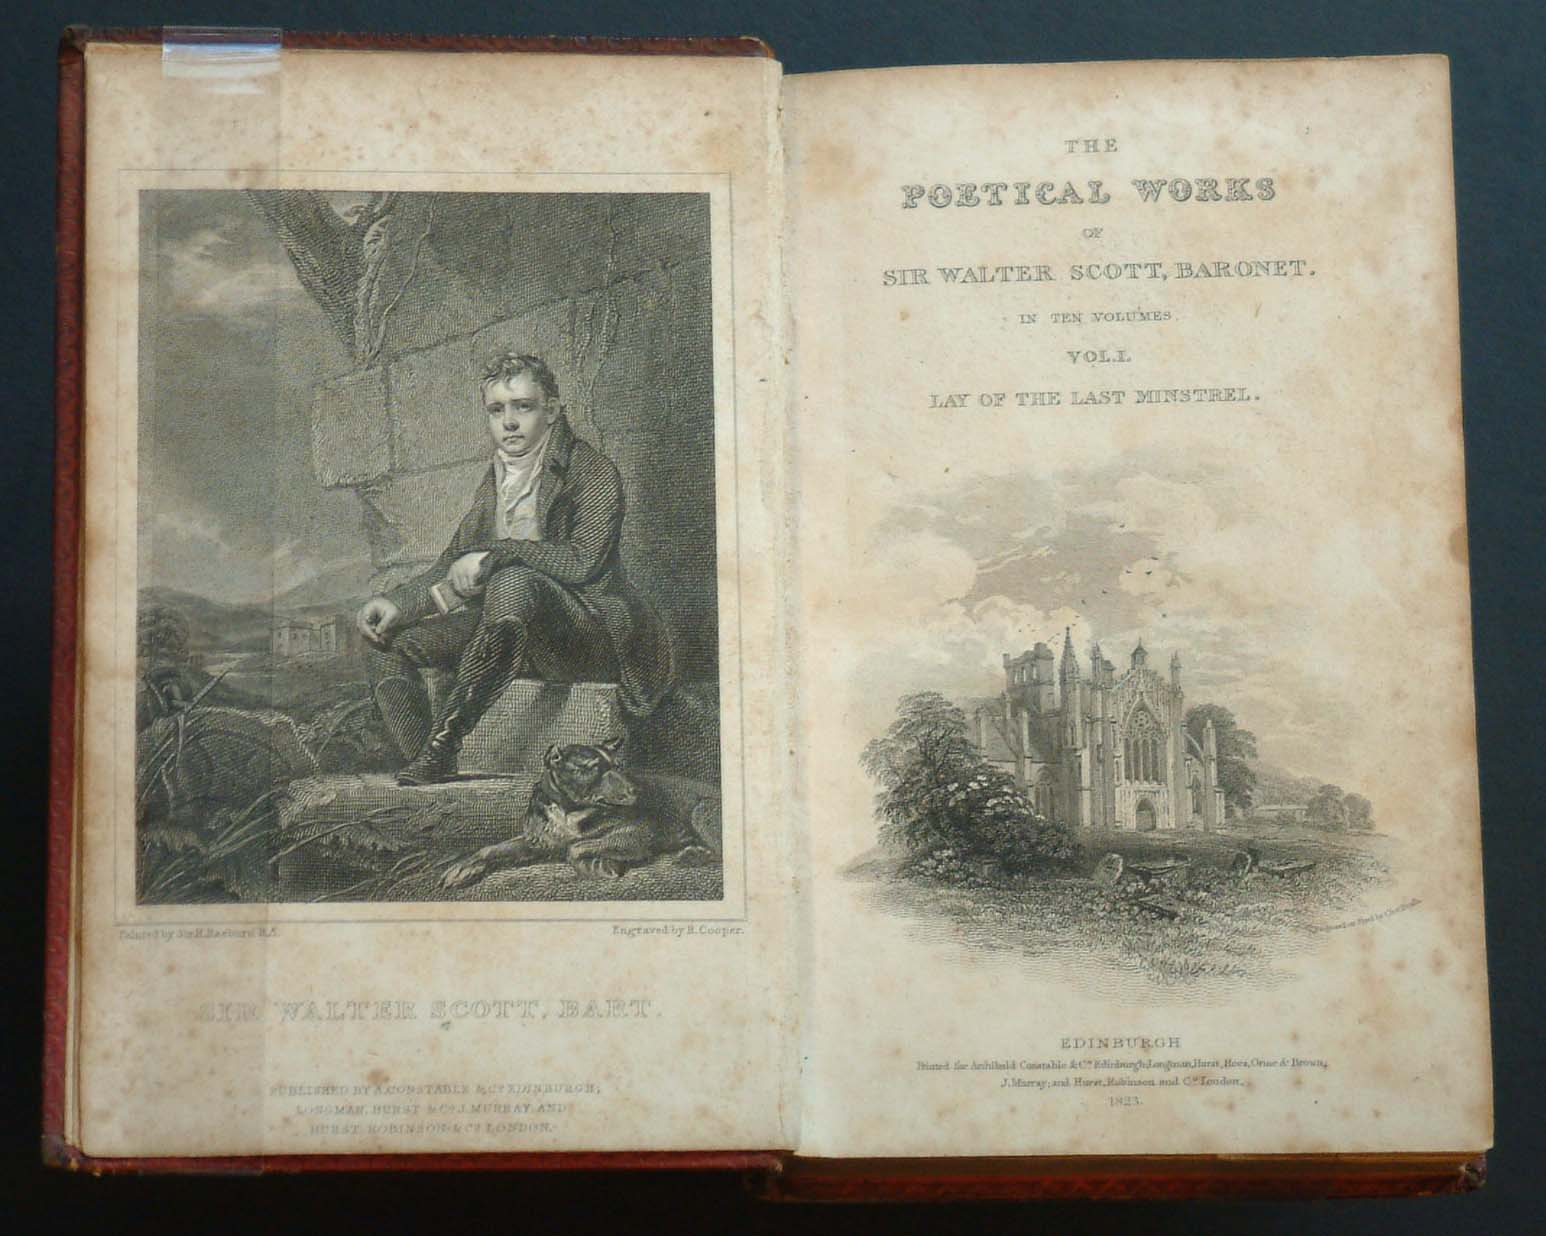 Painted by Sir H. Raeburn R.A.
Engraved by R. Cooper.
SIR WALTER SCOTT, BART.
PUBLISHED BY A. CONSTABLE & Co. EDINBURGH;
LONGMAN, HURST & Co. J. MURRAY, AND
HURST, ROBINSON & Co. LONDON.
THE
POETICAL WORKS
OF
SIR WALTER SCOTT, BARONET.
IN TEN VOLUMES.
VOL.I.
LAY OF THE LAST MINSTREL.
EDINBURGH
Printed for Archibald Constable & Co. Edinburgh; Longman, Hurst, Rees, Orme & Brown;
J. Murray; and Hurst, Robinson and Co. London.
1823.